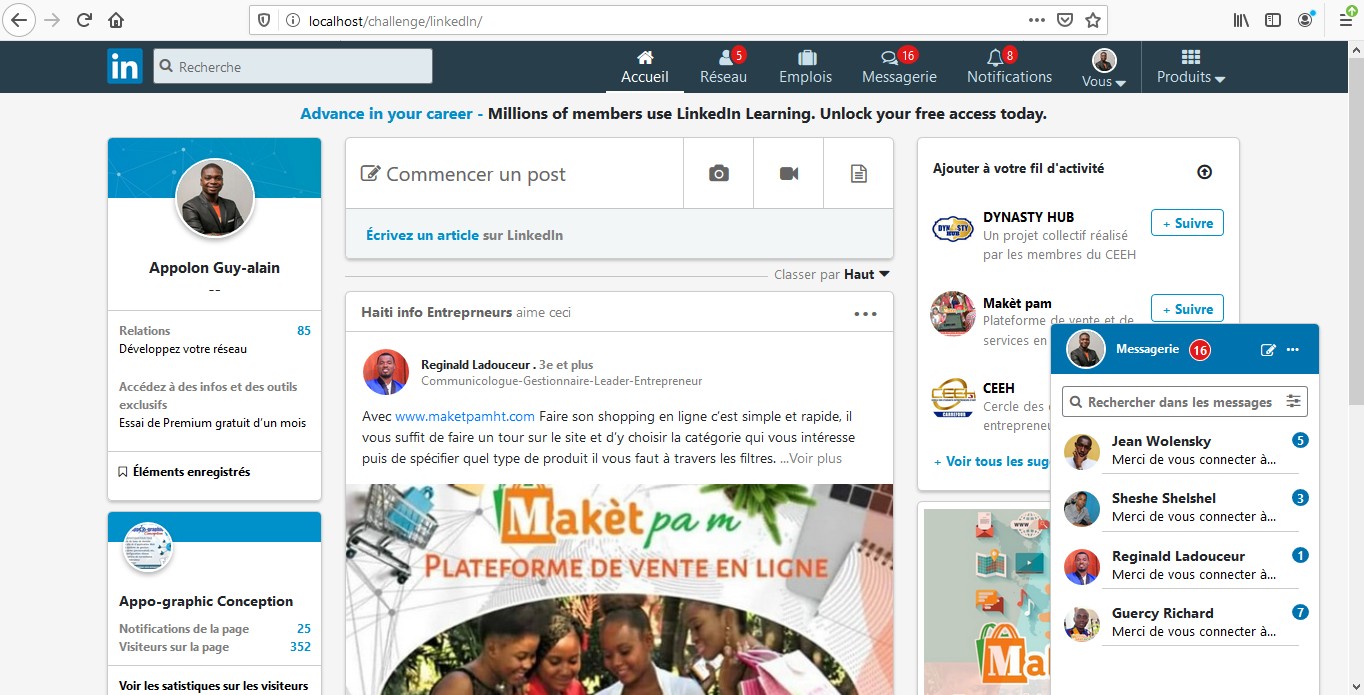 localhost/challenge/linkedIn/
in
Recherche
Accueil
Réseau
5
Emplois
Messagerie
16
Notifications
8
Vous
Produits
Advance in your career - Millions of members use LinkedIn Learning. Unlock your free access today.
Appolon Guy-alain
--
Relations 85
Développez votre réseau
Accédez à des infos et des outils
exclusifs
Essai de Premium gratuit d’un mois
Éléments enregistrés
Appo-graphic Conception
Notifications de la page 25
Visiteurs sur la page 352
Voir les satistiques sur les visiteurs
Commencer un post
Écrivez un article sur LinkedIn
Classer par Haut
Haiti info Entreprneurs aime ceci
Reginald Ladouceur . 3e et plus
Communicologue-Gestionnaire-Leader-Entrepreneur
Avec www.maketpamht.com Faire son shopping en ligne c’est simple et rapide, il
vous suffit de faire un tour sur le site et d’y choisir la catégorie qui vous intéresse
puis de spécifier quel type de produit il vous faut à travers les filtres. ...Voir plus
Makèt pa m
PLATEFORME DE VENTE EN LIGNE
Ajouter à votre fil d'activité
DYNASTY HUB
DYNASTY HUB
Un projet collectif réalisé
par les membres du CEEH
+ Suivre
Makèt pam
Plateforme de vente et de
services en
+ Suivre
CEEH
CEEH
Cercle des
entrepreneu
+ Voir tous les sug
www
Ma
Messagerie 16
Rechercher dans les messages
Jean Wolensky 5
Merci de vous connecter à...
Sheshe Shelshel 3
Merci de vous connecter à...
Reginald Ladouceur 1
Merci de vous connecter à...
Guercy Richard 7
Merci de vous connecter à...